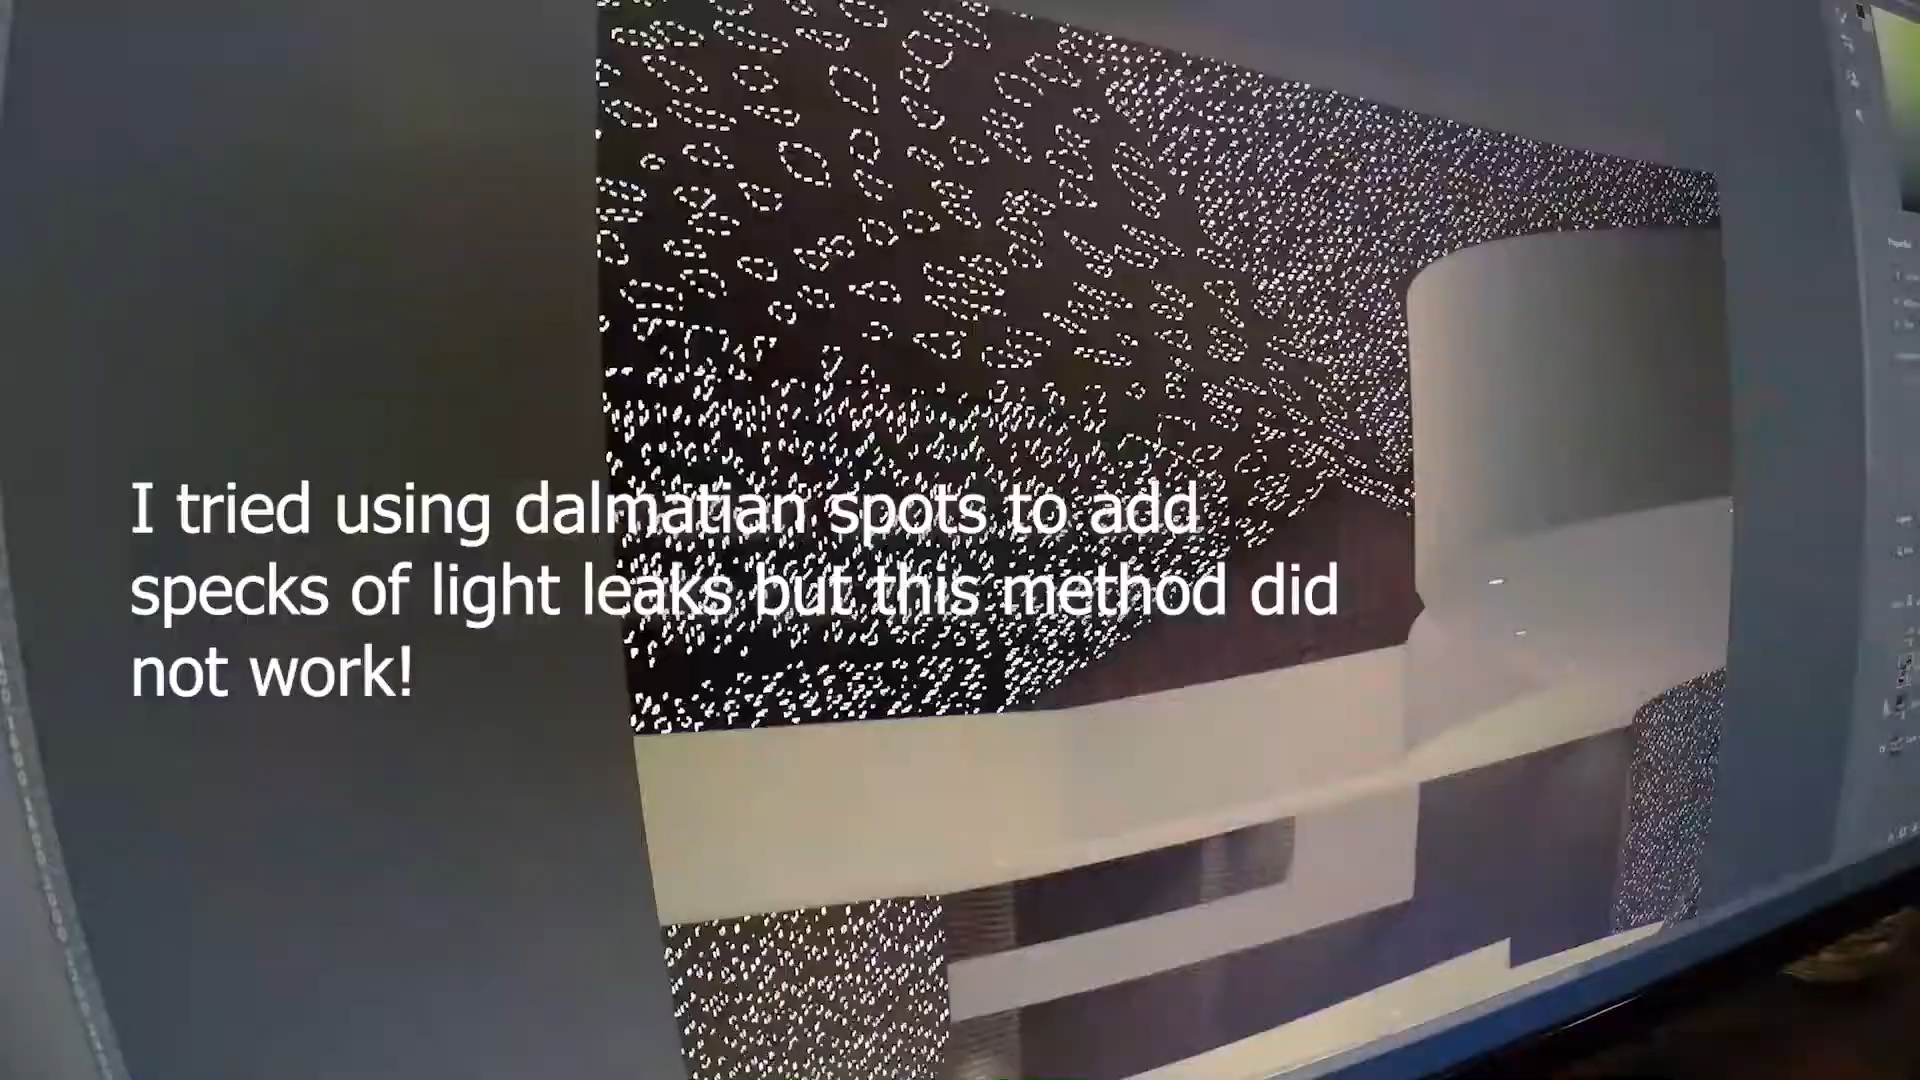 I tried using dalmatian spots to add
specks of light leaks but this method did
not work!